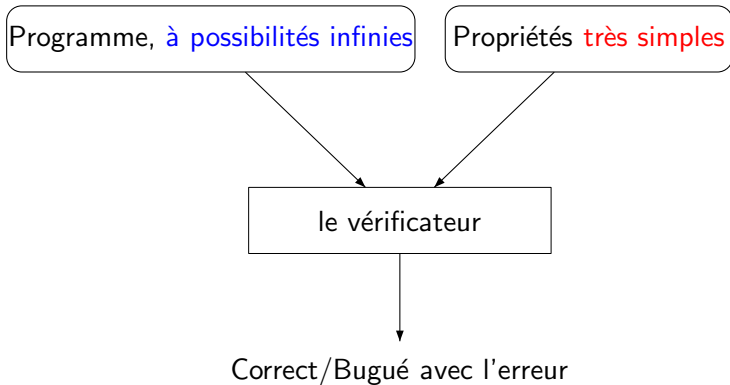 Programme, à possibilités infinies
Propriétés très simples
le vérificateur
Correct/Bugué avec l'erreur